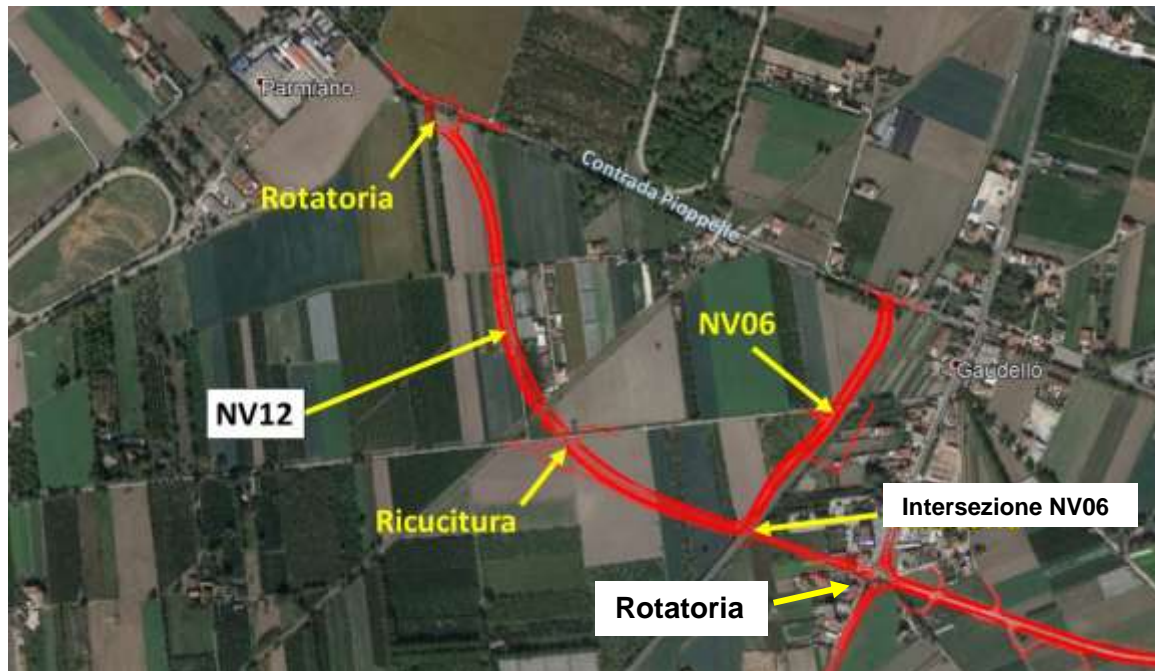 Parmiano
Rotatoria
Contrada Pioppelle
NV06
Gaudello
NV12
Ricucitura
Intersezione NV06
Rotatoria